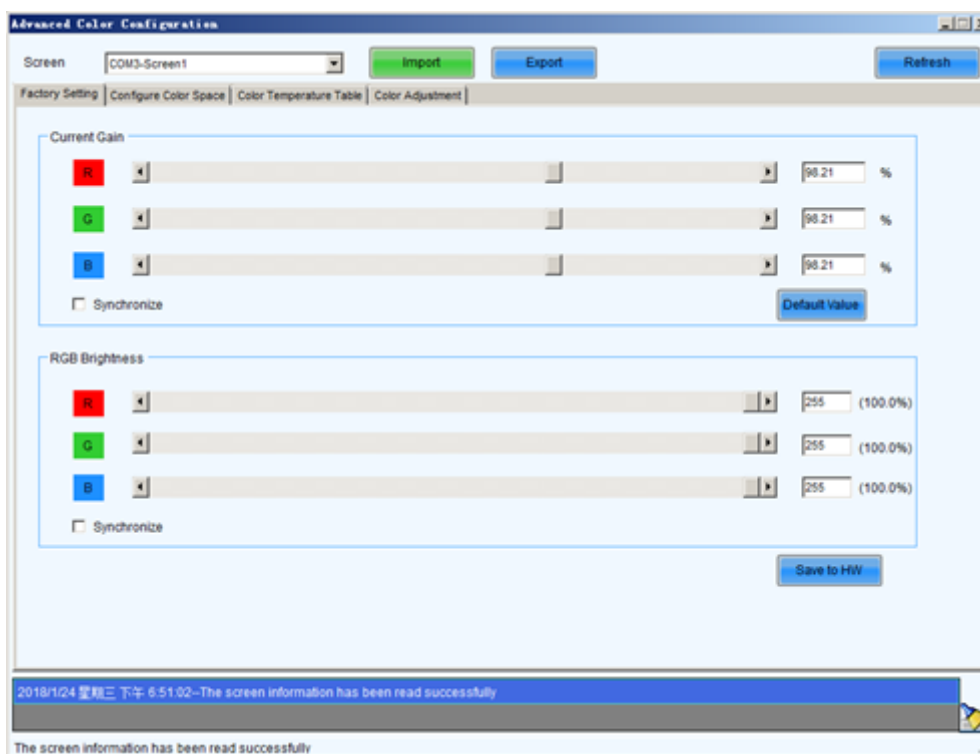 Advanced Color Configuration
Screen COM3-Screen1 Import Export Refresh
Factory Setting Configure Color Space Color Temperature Table Color Adjustment
Current Gain
R 98.21 %
G 98.21 %
B 98.21 %
Synchronize Default Value
RGB Brightness
R 255 (100.0%)
G 255 (100.0%)
B 255 (100.0%)
Synchronize
Save to HW
2018/1/24 星期三 下午 6:51:02--The screen information has been read successfully
The screen information has been read successfully